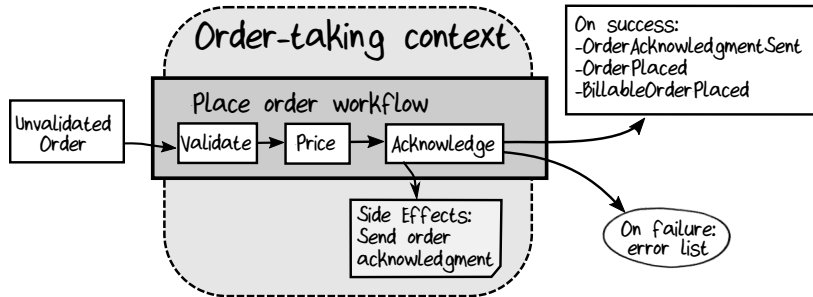 Order-taking context
On success:
-OrderAcknowledgmentSent
-OrderPlaced
-BillableOrderPlaced
Place order workflow
Unvalidated
Order
Validate
Price
Acknowledge
Side Effects:
Send order
acknowledgment
On failure:
error list